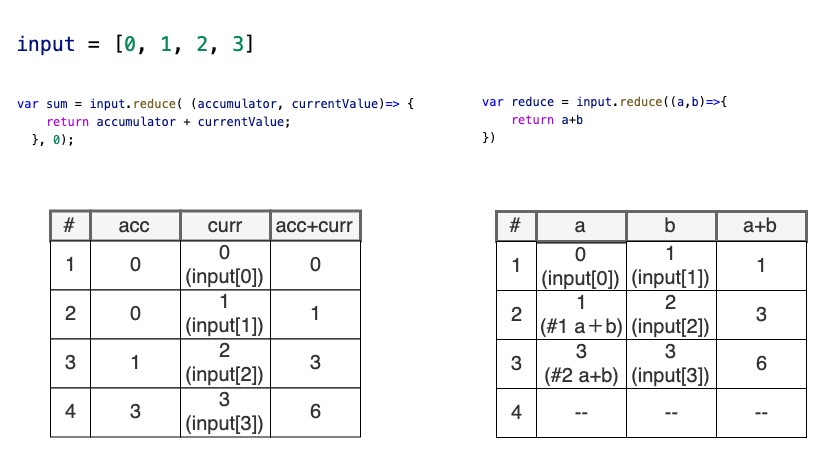 input = [0, 1, 2, 3]
var sum = input.reduce( (accumulator, currentValue)=> {
return accumulator + currentValue;
}, 0);
var reduce = input.reduce((a,b)=>{
return a+b
})
# acc curr acc+curr
1 0 0 0
(input[0])
2 0 1 1
(input[1])
3 1 2 3
(input[2])
4 3 3 6
(input[3])
# a b a+b
1 0 1 1
(input[0]) (input[1])
2 1 2 3
(#1 a+b) (input[2])
3 3 3 6
(#2 a+b) (input[3])
4 -- -- --